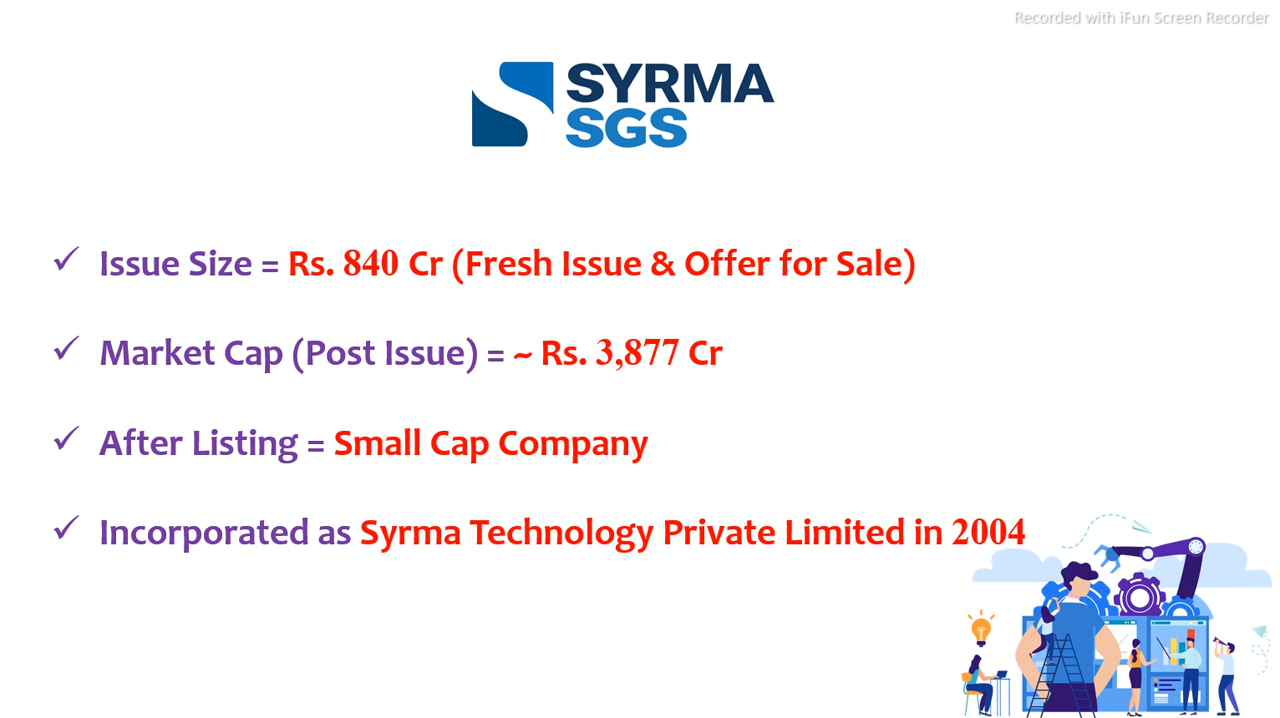 Recorded with iFun Screen Recorder
SYRMA
SGS
✓ Issue Size = Rs. 840 Cr (Fresh Issue & Offer for Sale)
✓ Market Cap (Post Issue) = ~ Rs. 3,877 Cr
✓ After Listing = Small Cap Company
✓ Incorporated as Syrma Technology Private Limited in 2004